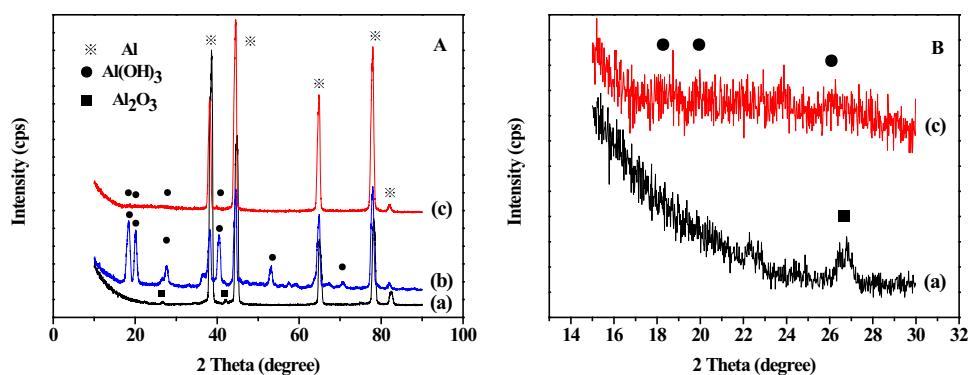 A
※ Al
● Al(OH)₃
■ Al₂O₃
Intensity (cps)
(c)
(b)
(a)
0 20 40 60 80 100
2 Theta (degree)
B
Intensity (cps)
(c)
(a)
14 16 18 20 22 24 26 28 30 32
2 Theta (degree)